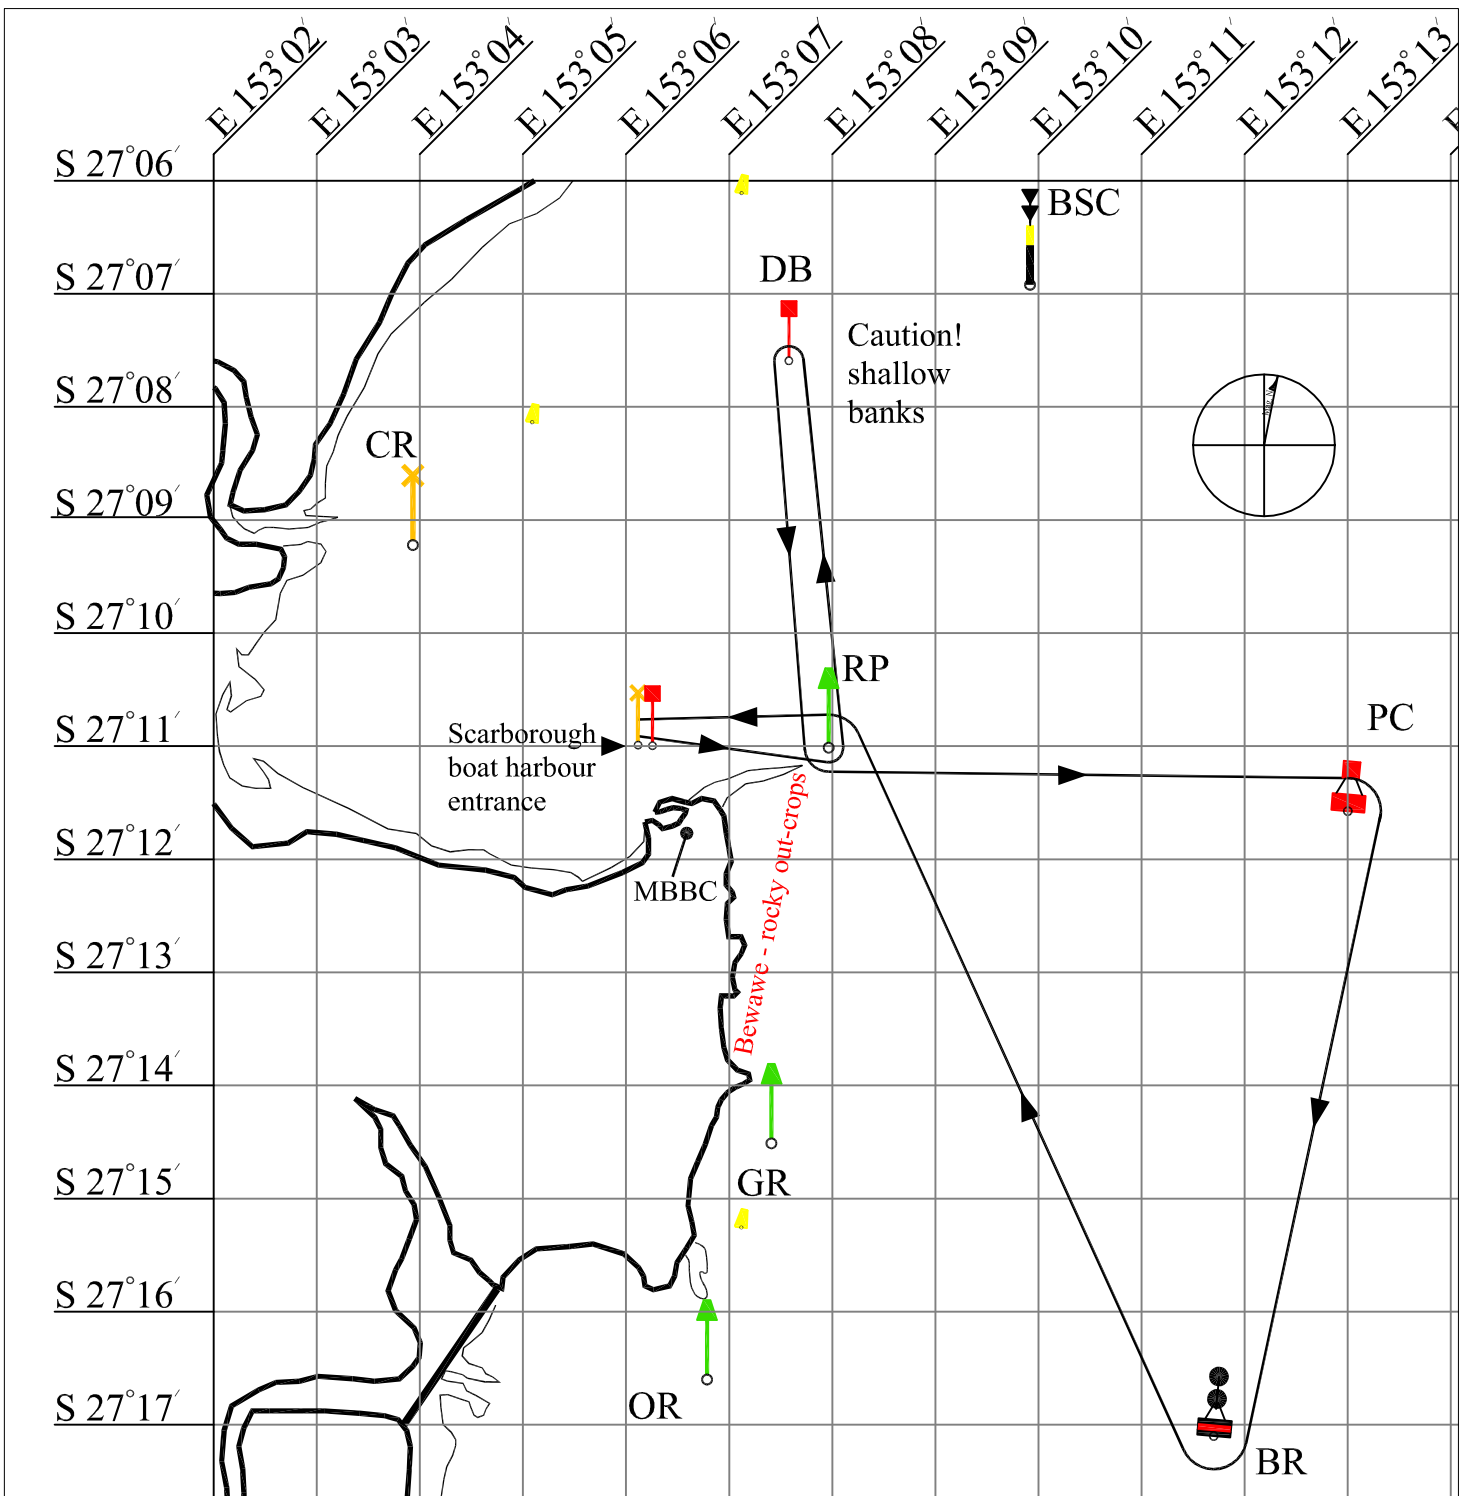 E 153°02′
E 153°03′
E 153°04′
E 153°05′
E 153°06′
E 153°07′
E 153°08′
E 153°09′
E 153°10′
E 153°11′
E 153°12′
E 153°13′
S 27°06′
BSC
DB
S 27°07′
Caution!
shallow
banks
S 27°08′
Mag. N
CR
S 27°09′
S 27°10′
RP
PC
S 27°11′
Scarborough
boat harbour
entrance
S 27°12′
MBBC
Bewawe - rocky out-crops
S 27°13′
S 27°14′
S 27°15′
GR
S 27°16′
S 27°17′
OR
BR